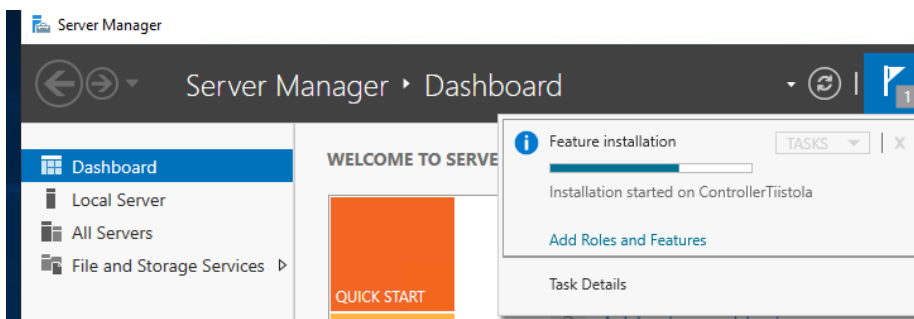 Server Manager
Server Manager ‣ Dashboard
1
Feature installation
TASKS
X
Installation started on ControllerTiistola
Add Roles and Features
Task Details
Dashboard
Local Server
All Servers
File and Storage Services
WELCOME TO SERVE
QUICK START